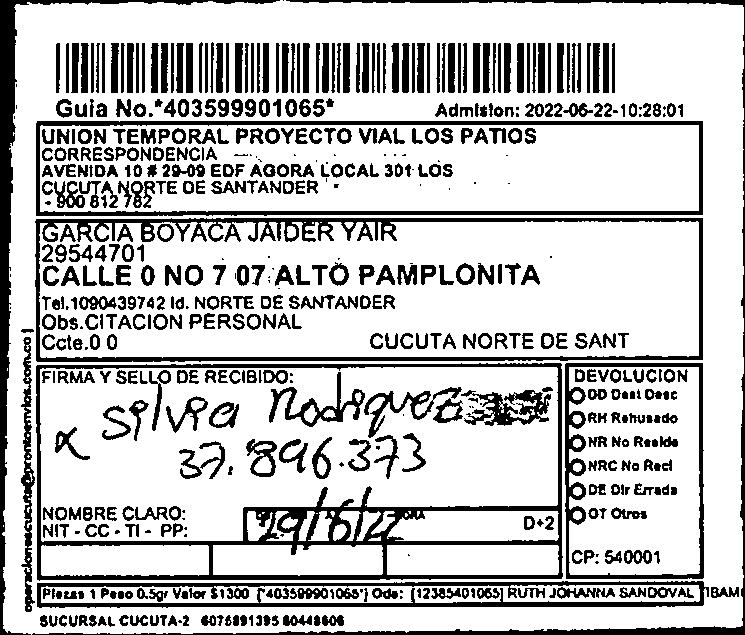 Guia No.*403599901065*
Admision: 2022-06-22-10:28:01
UNION TEMPORAL PROYECTO VIAL LOS PATIOS
CORRESPONDENCIA
AVENIDA 10 # 29-09 EDF AGORA LOCAL 301 LOS
CUCUTA NORTE DE SANTANDER
- 900 812 782
GARCIA BOYACA JAIDER YAIR
29544701
CALLE 0 NO 7 07 ALTO PAMPLONITA
Tel.1090439742 Id. NORTE DE SANTANDER
Obs.CITACION PERSONAL
Ccte.0 0 CUCUTA NORTE DE SANT
operacionescucuta@prontoenvios.com.co |
FIRMA Y SELLO DE RECIBIDO:
Silvia Rodriquez
37.896.373
NOMBRE CLARO:
NIT - CC - TI - PP:
29/6/22
D+2
DEVOLUCION
DD Dest Desc
RH Rehusado
NR No Reside
NRC No Recl
DE Dir Errada
OT Otros
CP: 540001
Piezas 1 Peso 0.5gr Valor $1300 ["403599901065"] Ods: [12385401065] RUTH JOHANNA SANDOVAL TIBAMI
SUCURSAL CUCUTA-2 6075891395 60448606